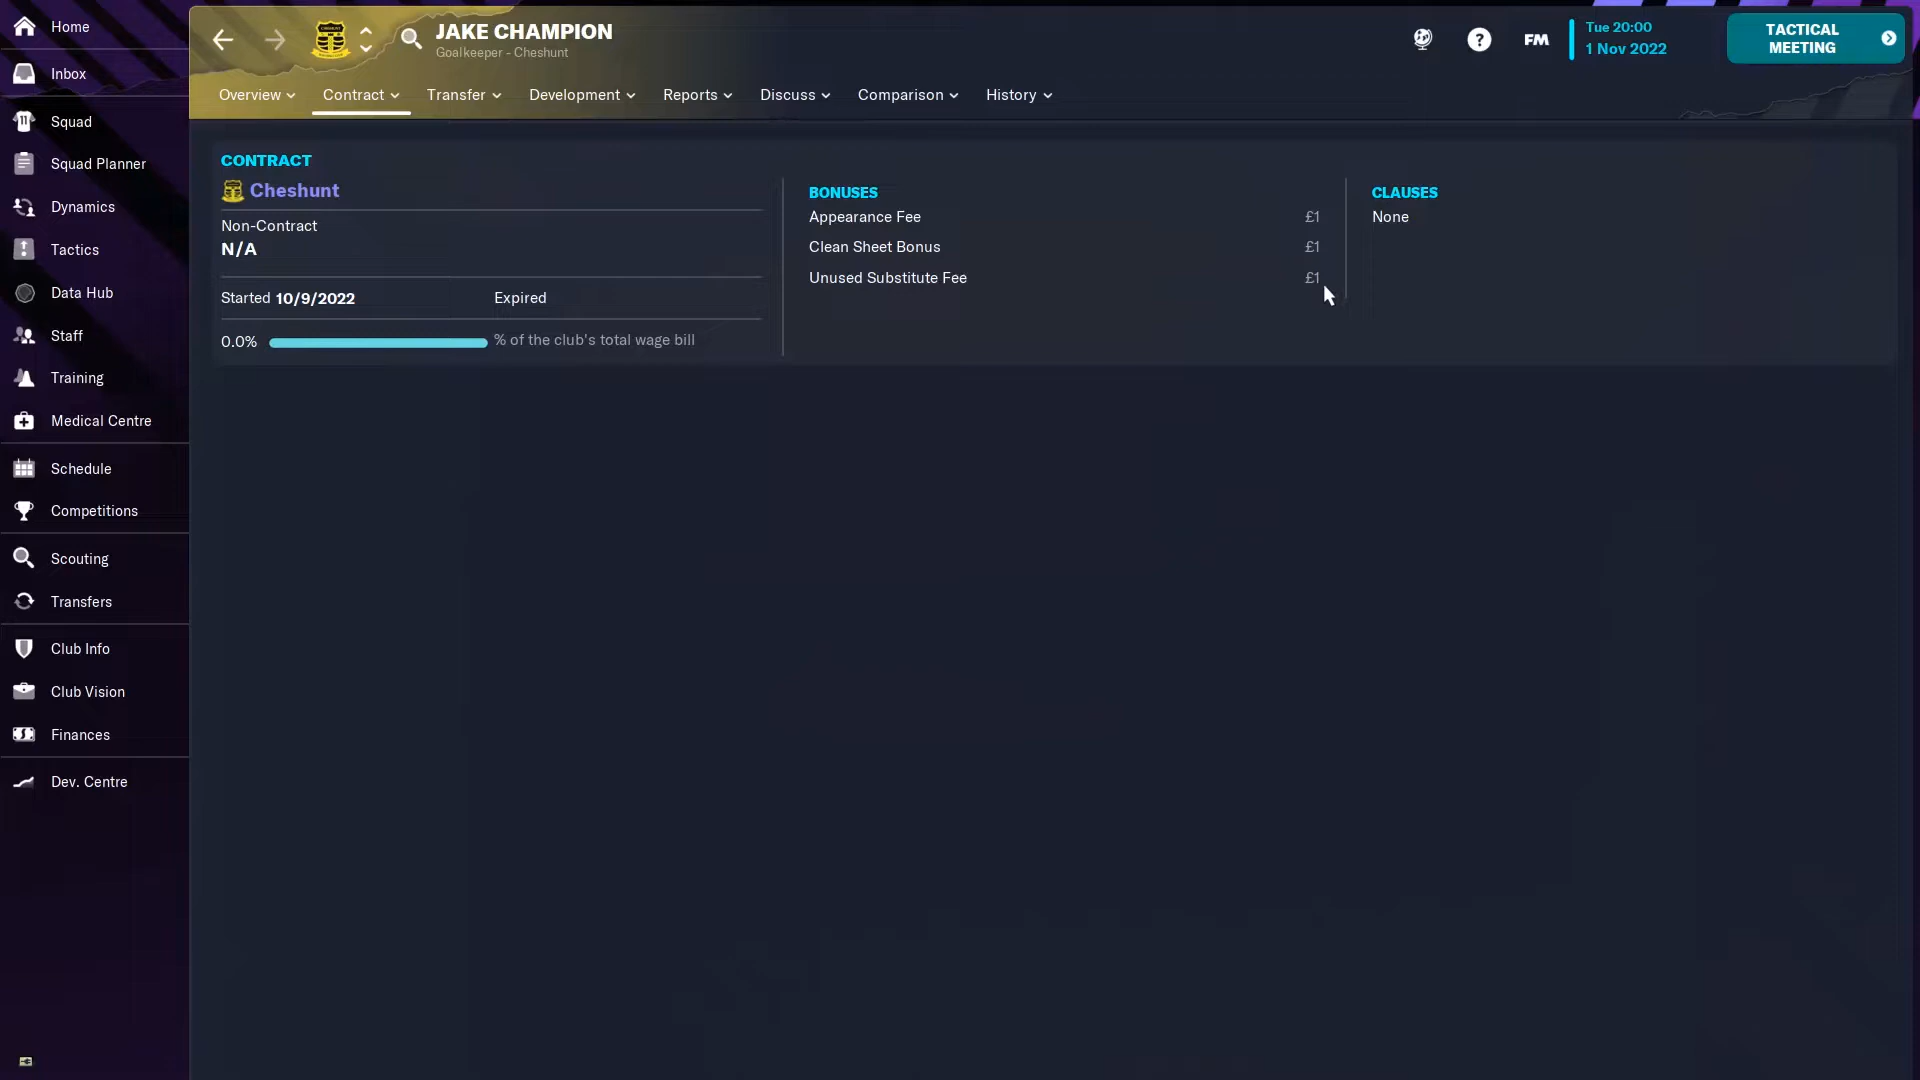 Home
Inbox
Squad
Squad Planner
Dynamics
Tactics
Data Hub
Staff
Training
Medical Centre
Schedule
Competitions
Scouting
Transfers
Club Info
Club Vision
Finances
Dev. Centre
JAKE CHAMPION
Goalkeeper - Cheshunt
?
FM
Tue 20:00
1 Nov 2022
TACTICAL
MEETING
Overview
Contract
Transfer
Development
Reports
Discuss
Comparison
History
CONTRACT
Cheshunt
Non-Contract
N/A
Started 10/9/2022 Expired
0.0% % of the club's total wage bill
BONUSES
Appearance Fee £1
Clean Sheet Bonus £1
Unused Substitute Fee £1
CLAUSES
None